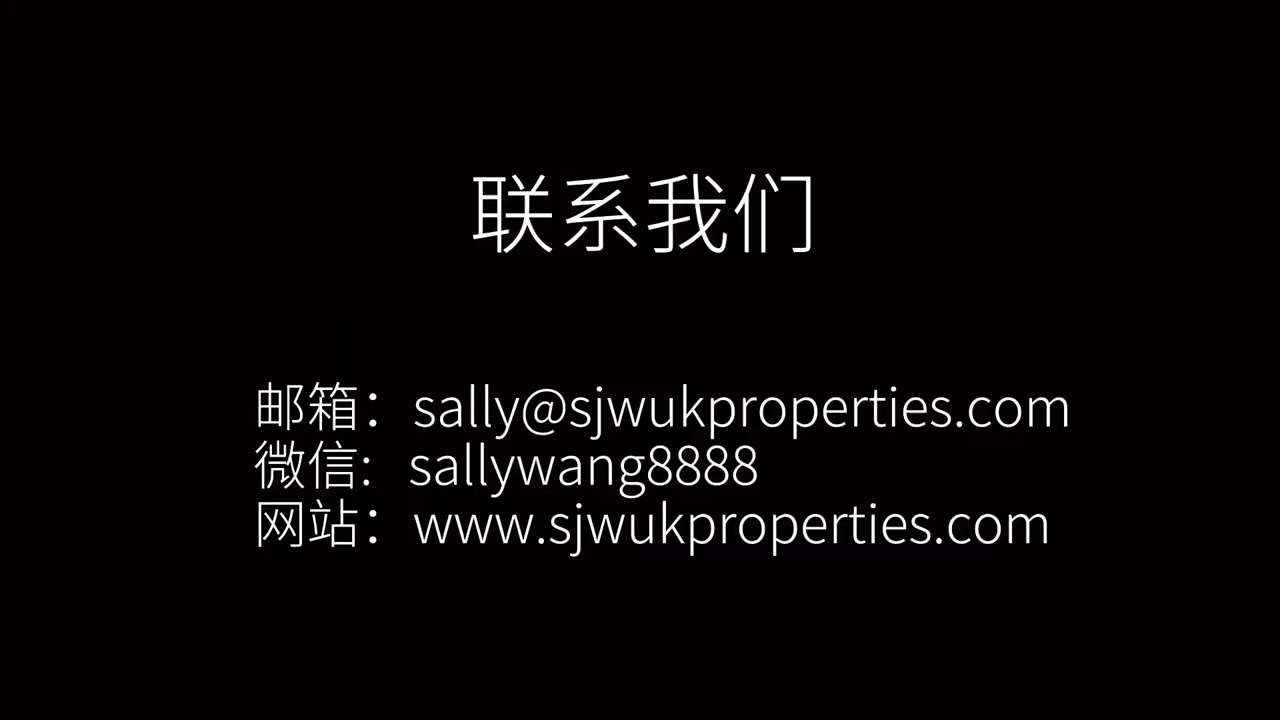 联系我们
邮箱：sally@sjwukproperties.com
微信：sallywang8888
网站：www.sjwukproperties.com